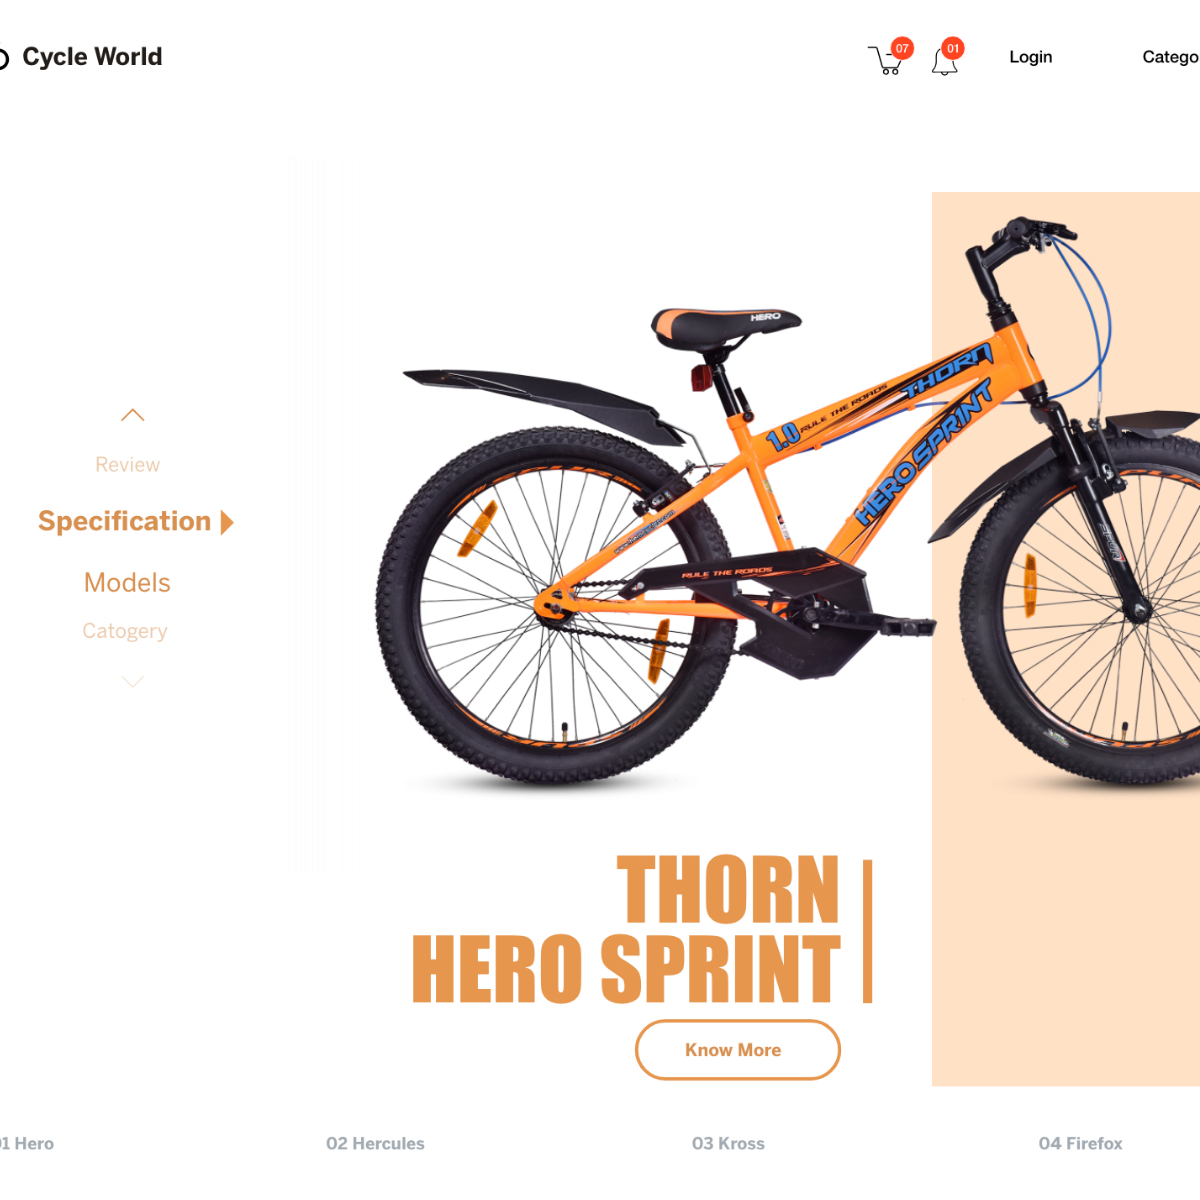 Cycle World
07
01
Login
Catego
HERO
THORN
1.0 RULE THE ROADS
HERO SPRINT
Review
Specification
Models
Catogery
RULE THE ROADS
THORN
HERO SPRINT
Know More
01 Hero
02 Hercules
03 Kross
04 Firefox